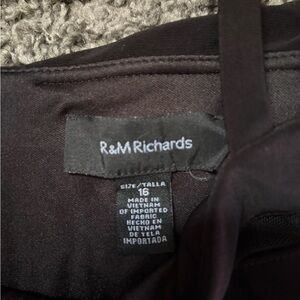 R&M Richards
SIZE/TALLA
16
MADE IN
VIETNAM
OF IMPORTED
FABRIC
HECHO EN
VIETNAM
DE TELA
IMPORTADA